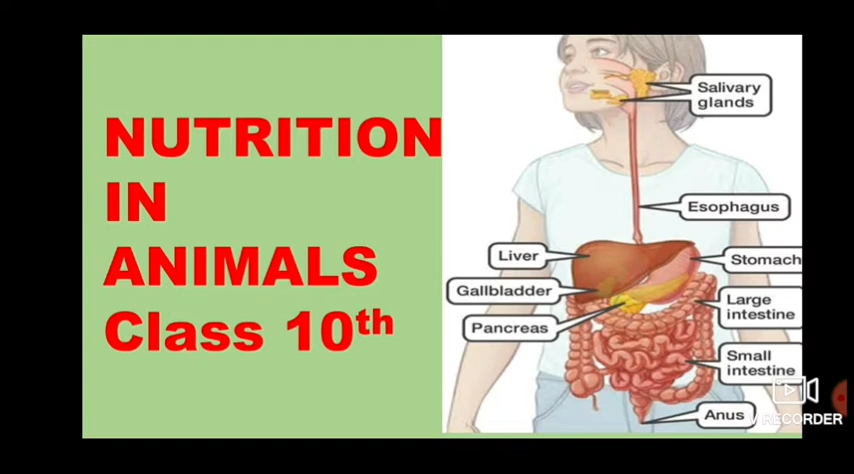 NUTRITION
IN
ANIMALS
Class 10th
Salivary
glands
Esophagus
Liver
Stomach
Gallbladder
Large
intestine
Pancreas
Small
intestine
Anus
V RECORDER